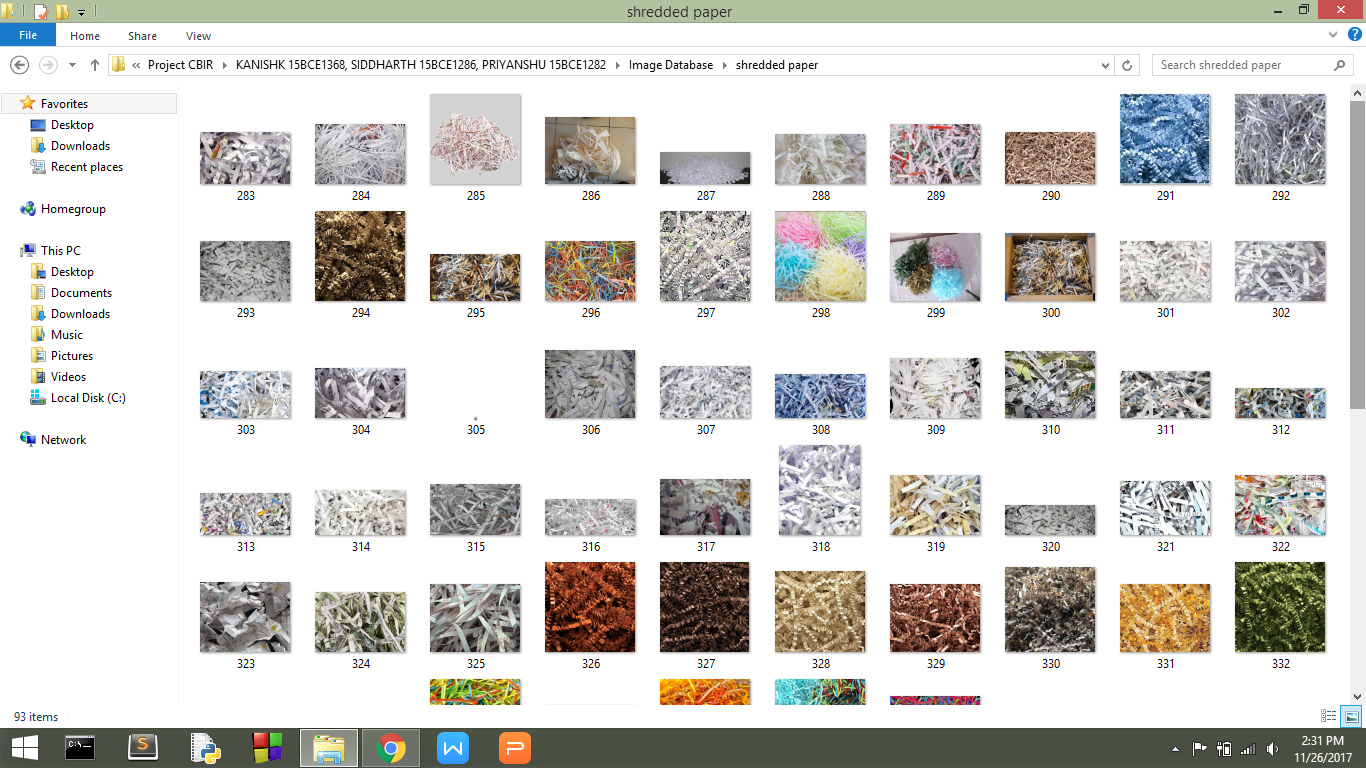 shredded paper
File Home Share View
« Project CBIR KANISHK 15BCE1368, SIDDHARTH 15BCE1286, PRIYANSHU 15BCE1282 Image Database shredded paper Search shredded paper
Favorites
Desktop
Downloads
Recent places
Homegroup
This PC
Desktop
Documents
Downloads
Music
Pictures
Videos
Local Disk (C:)
Network
283 284 285 286 287 288 289 290 291 292
293 294 295 296 297 298 299 300 301 302
303 304 305 306 307 308 309 310 311 312
313 314 315 316 317 318 319 320 321 322
323 324 325 326 327 328 329 330 331 332
93 items
C:\_ S W P 2:31 PM
11/26/2017